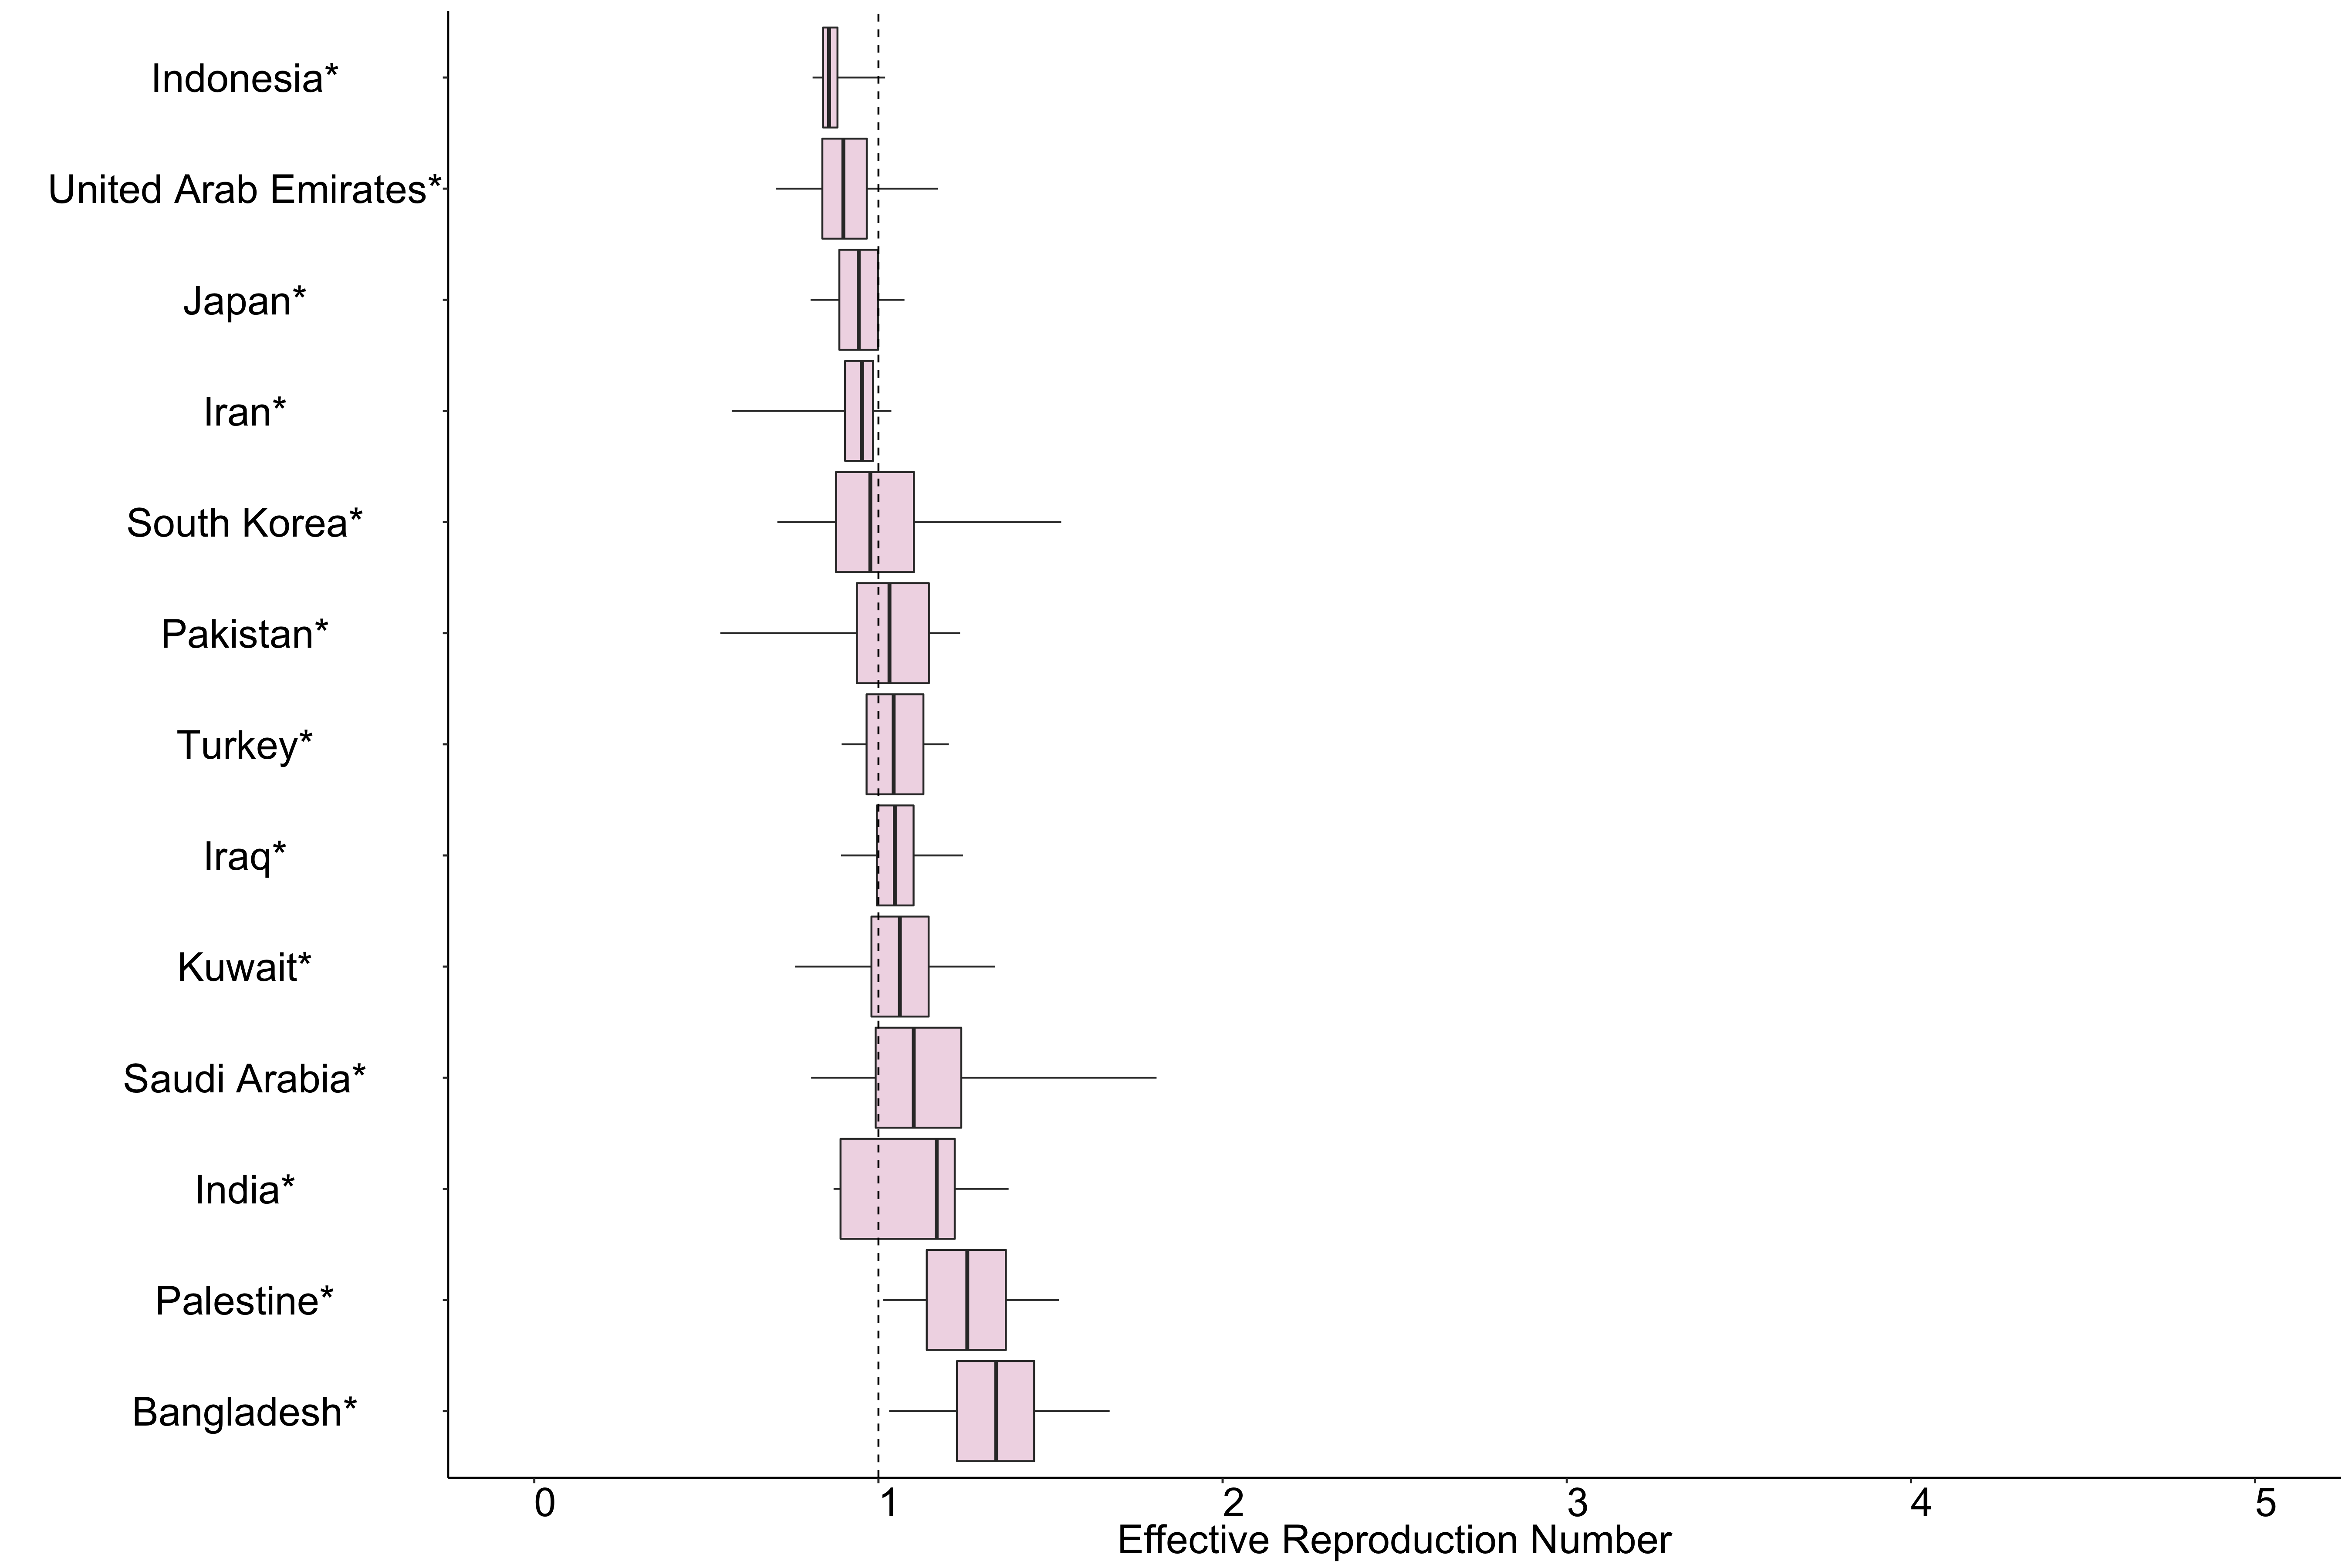 Indonesia*
United Arab Emirates*
Japan*
Iran*
South Korea*
Pakistan*
Turkey*
Iraq*
Kuwait*
Saudi Arabia*
India*
Palestine*
Bangladesh*
0 1 2 3 4 5
Effective Reproduction Number